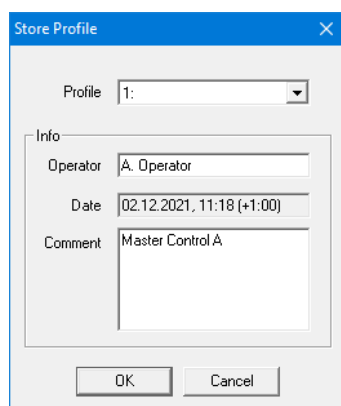 Store Profile
Profile 1:
Info
Operator A. Operator
Date 02.12.2021, 11:18 (+1:00)
Comment Master Control A
OK Cancel